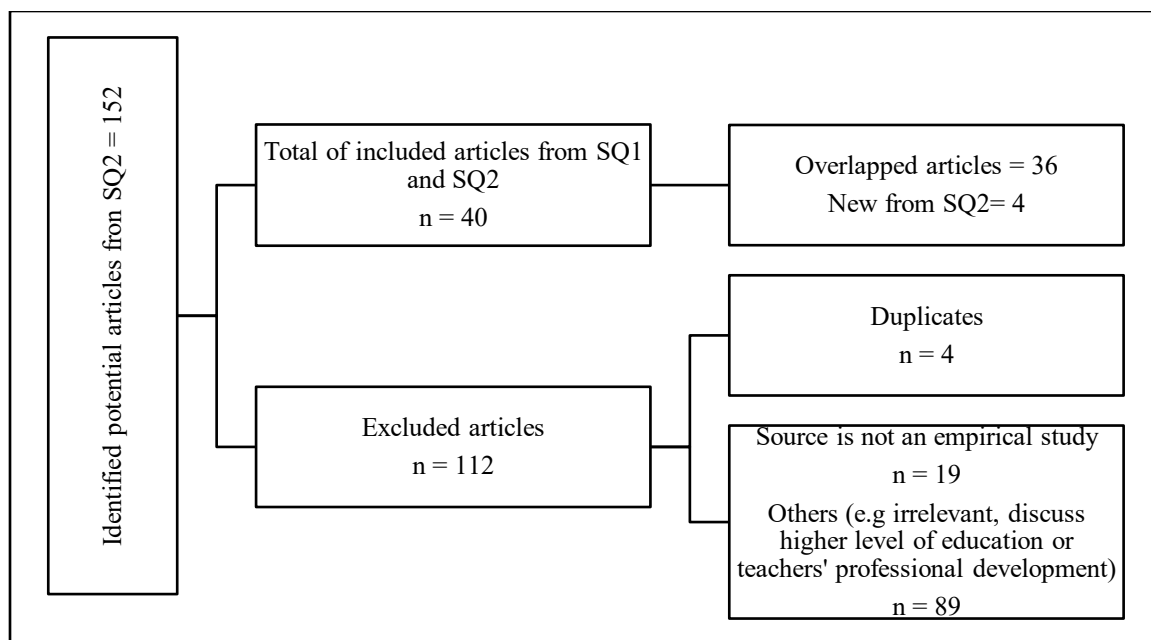 Identified potential articles fron SQ2 = 152
Total of included articles from SQ1
and SQ2
n = 40
Overlapped articles = 36
New from SQ2= 4
Excluded articles
n = 112
Duplicates
n = 4
Source is not an empirical study
n = 19
Others (e.g irrelevant, discuss
higher level of education or
teachers' professional development)
n = 89